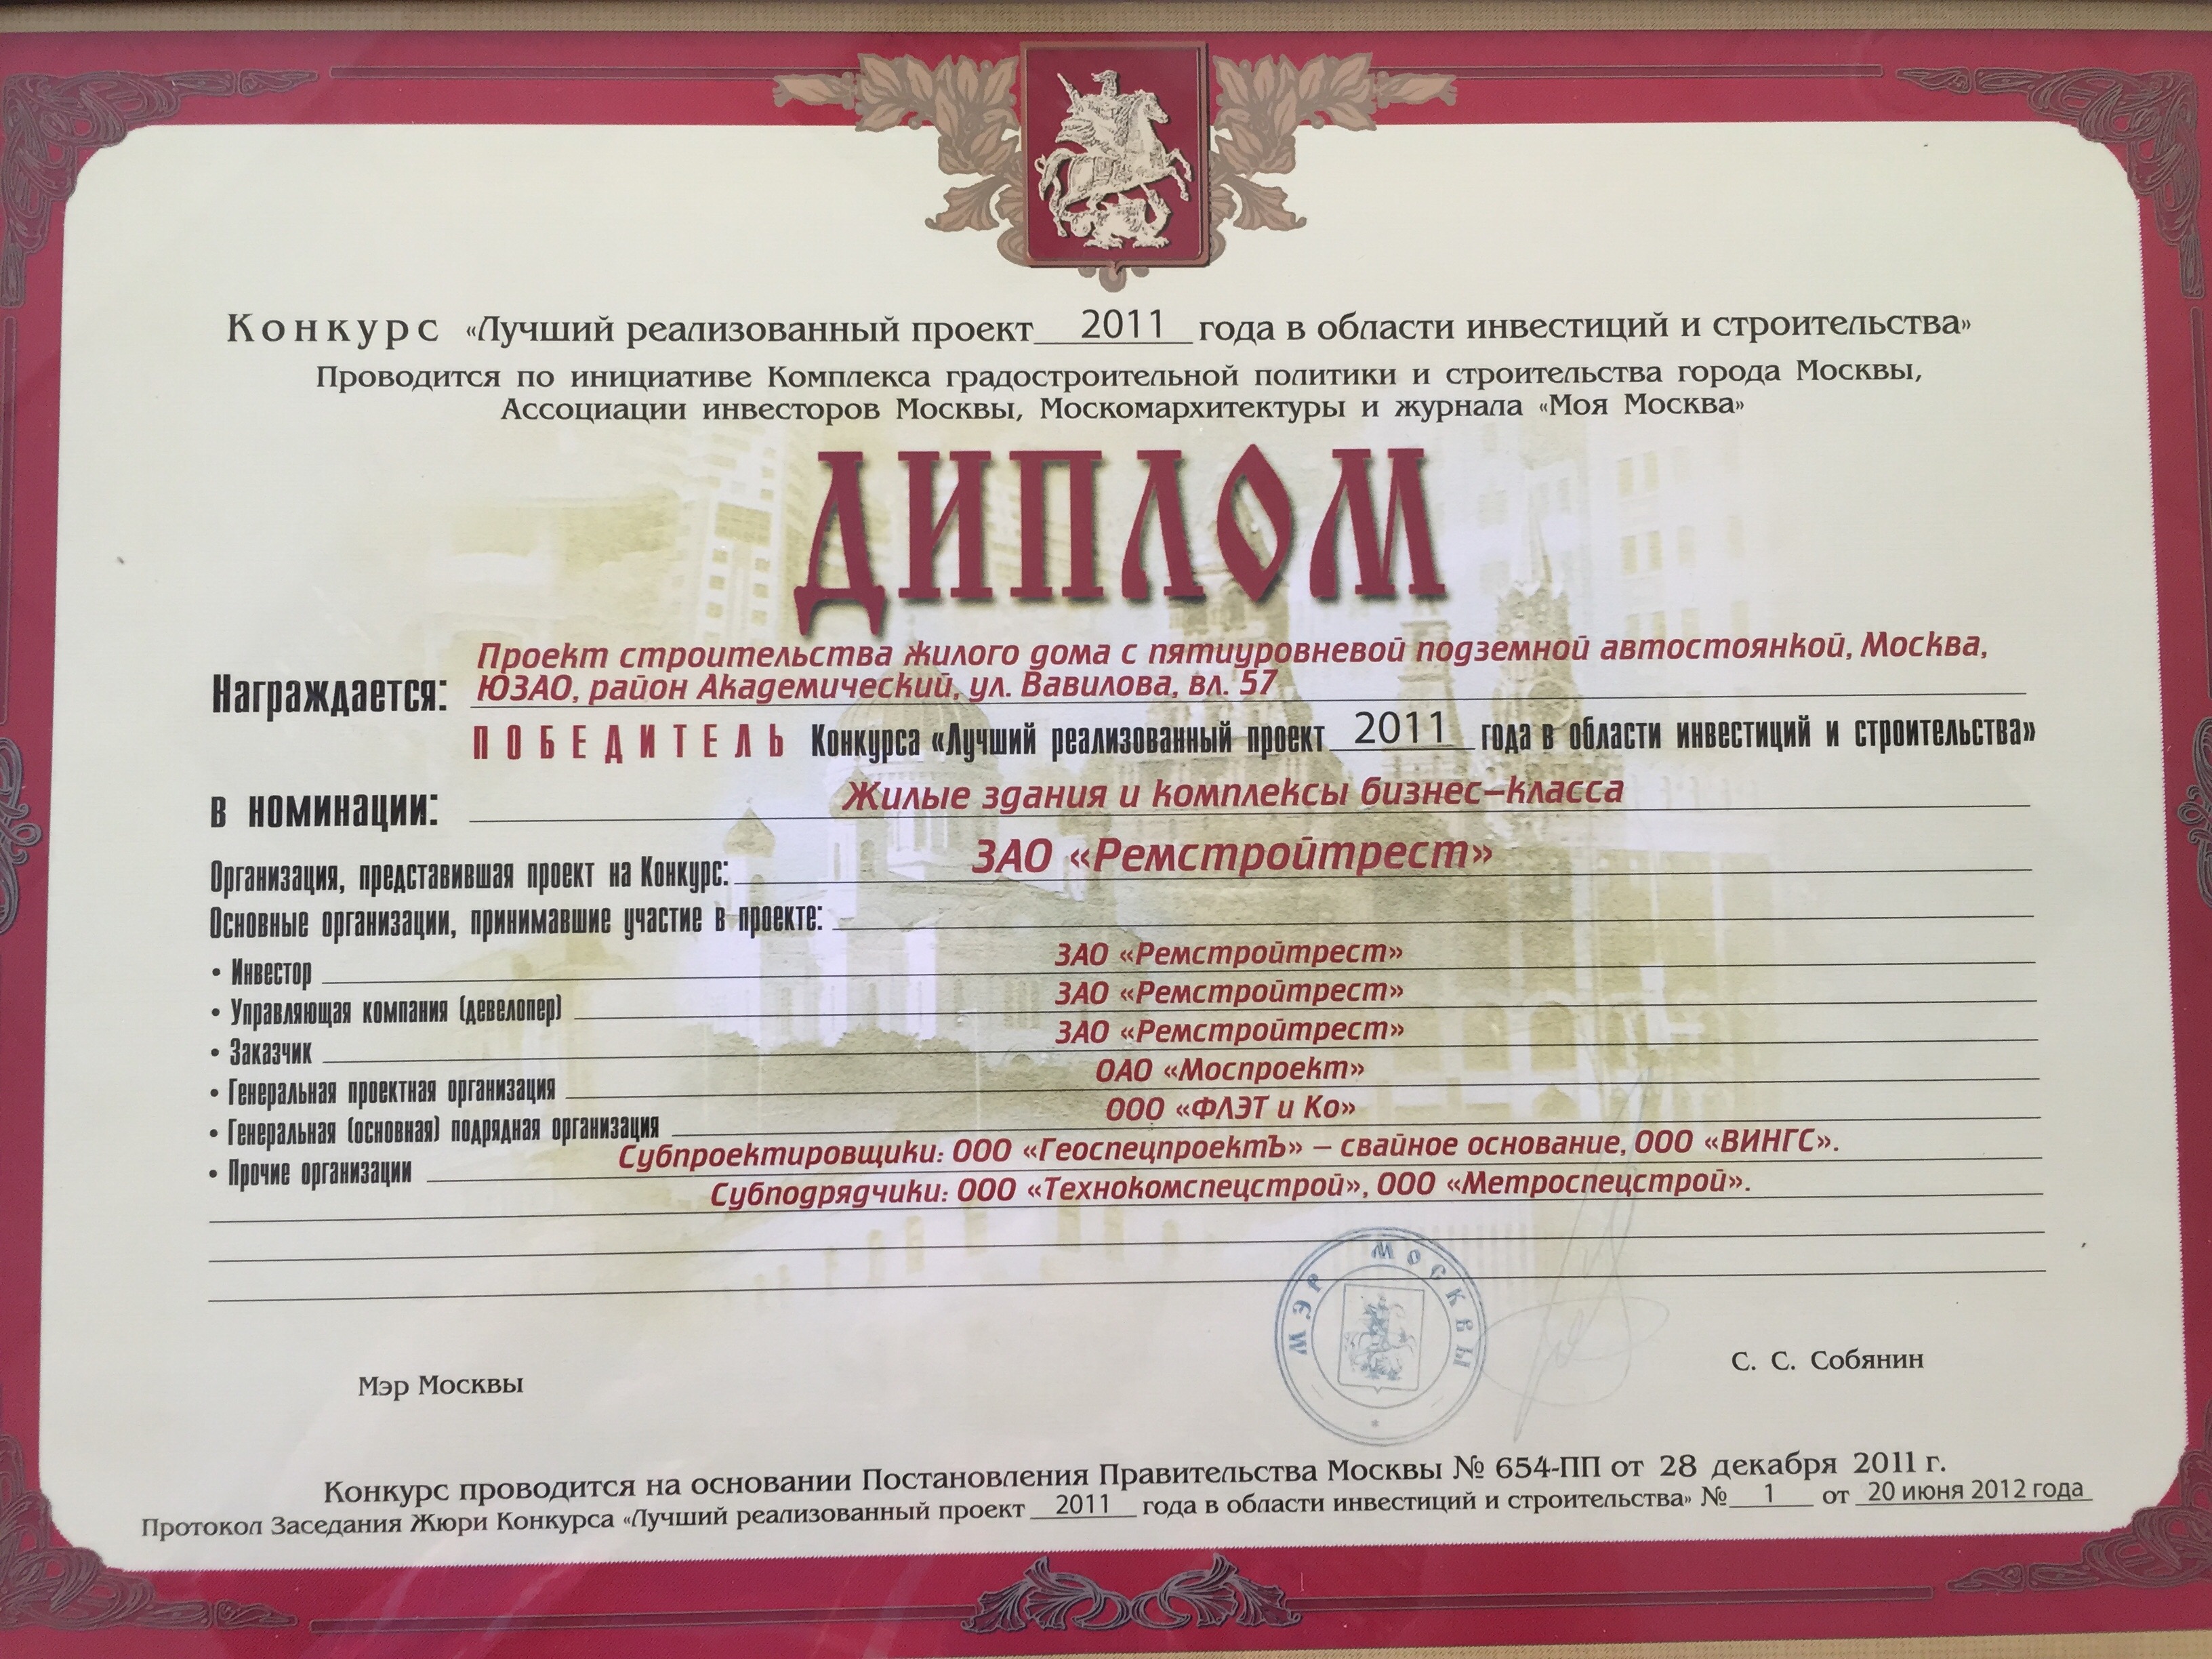 Конкурс «Лучший реализованный проект 2011 года в области инвестиций и строительства»
Проводится по инициативе Комплекса градостроительной политики и строительства города Москвы,
Ассоциации инвесторов Москвы, Москомархитектуры и журнала «Моя Москва»
ДИПЛОМ
Награждается: Проект строительства жилого дома с пятиуровневой подземной автостоянкой, Москва,
ЮЗАО, район Академический, ул. Вавилова, вл. 57
ПОБЕДИТЕЛЬ Конкурса «Лучший реализованный проект 2011 года в области инвестиций и строительства»
в номинации: Жилые здания и комплексы бизнес-класса
Организация, представившая проект на Конкурс: ЗАО «Ремстройтрест»
Основные организации, принимавшие участие в проекте:
• Инвестор ЗАО «Ремстройтрест»
• Управляющая компания (девелопер) ЗАО «Ремстройтрест»
• Заказчик ЗАО «Ремстройтрест»
• Генеральная проектная организация ОАО «Моспроект»
• Генеральная (основная) подрядная организация ООО «ФЛЭТ и Ко»
• Прочие организации Субпроектировщики: ООО «ГеоспецпроектЪ» – свайное основание, ООО «ВИНГС».
Субподрядчики: ООО «Технокомспецстрой», ООО «Метроспецстрой».
МЭР МОСКВЫ
Мэр Москвы С. С. Собянин
Конкурс проводится на основании Постановления Правительства Москвы № 654-ПП от 28 декабря 2011 г.
Протокол Заседания Жюри Конкурса «Лучший реализованный проект 2011 года в области инвестиций и строительства» № 1 от 20 июня 2012 года